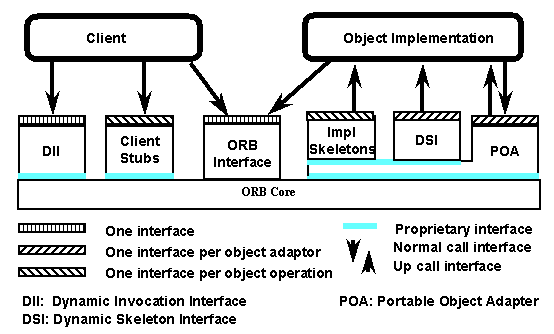 Client
Object Implementation
DII
Client
Stubs
ORB
Interface
Impl
Skeletons
DSI
POA
ORB Core
One interface
One interface per object adaptor
One interface per object operation
Proprietary interface
Normal call interface
Up call interface
DII: Dynamic Invocation Interface
POA: Portable Object Adapter
DSI: Dynamic Skeleton Interface